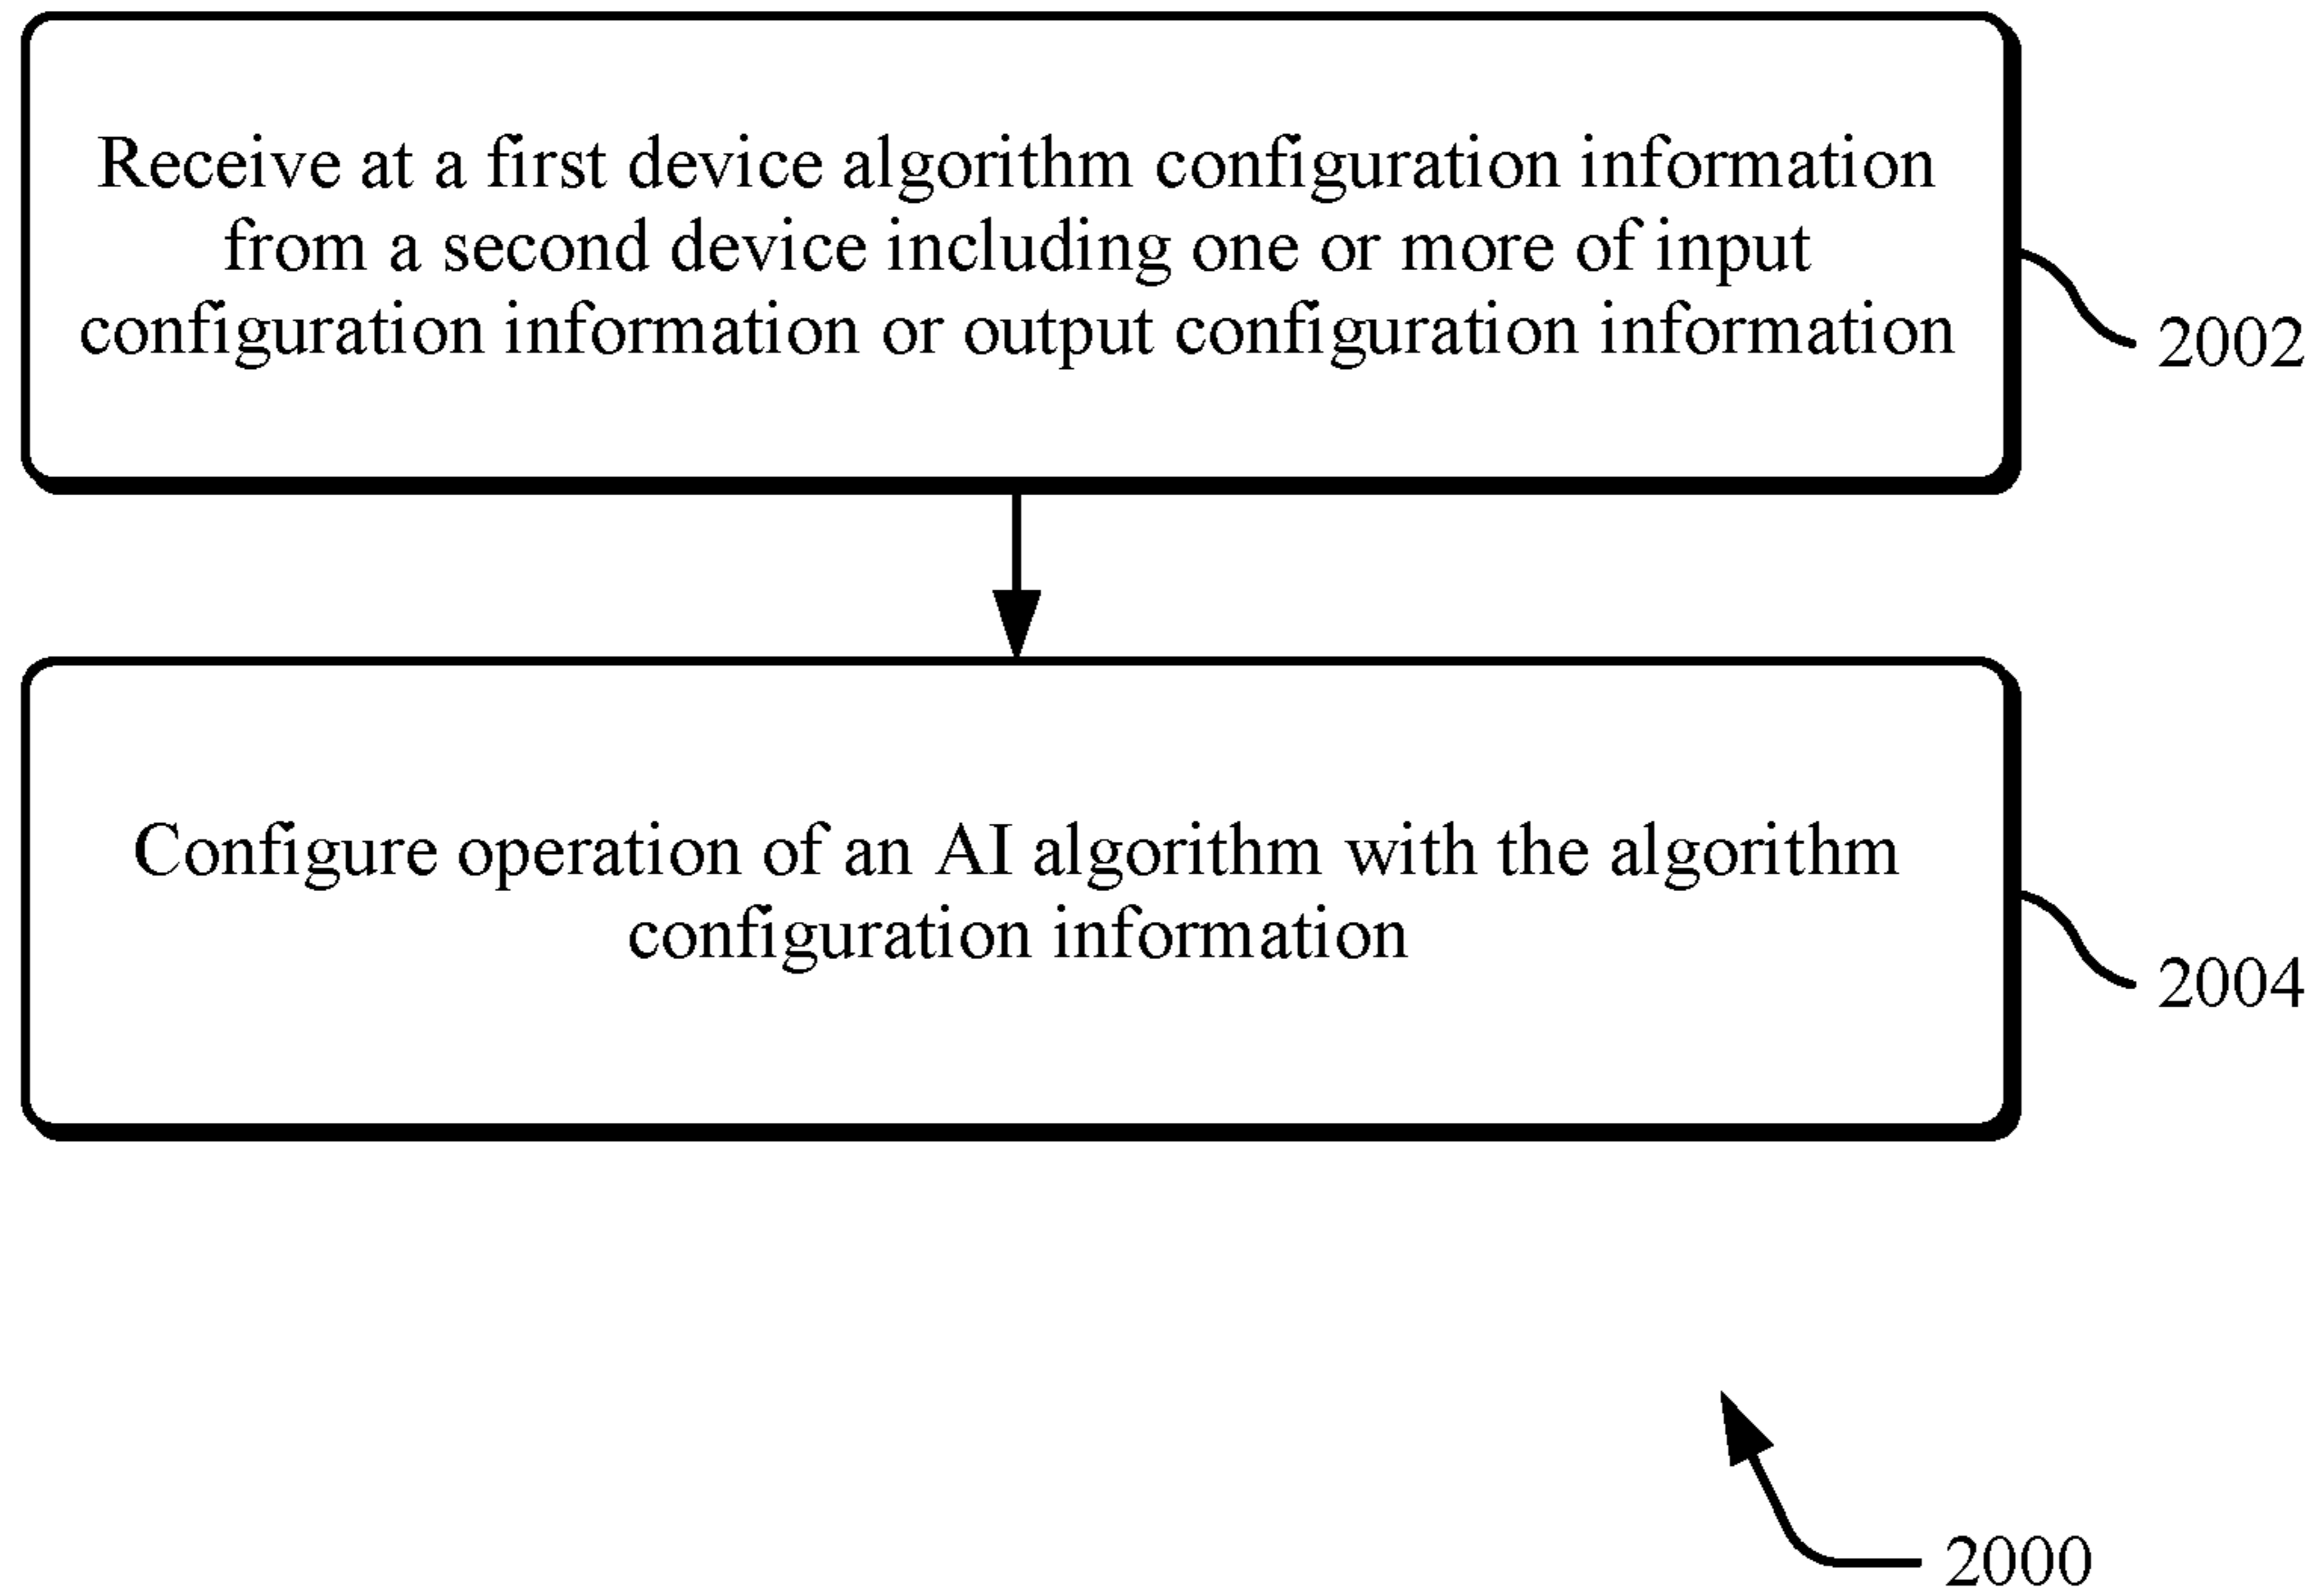 Receive at a first device algorithm configuration information
from a second device including one or more of input
configuration information or output configuration information
2002
Configure operation of an AI algorithm with the algorithm
configuration information
2004
2000